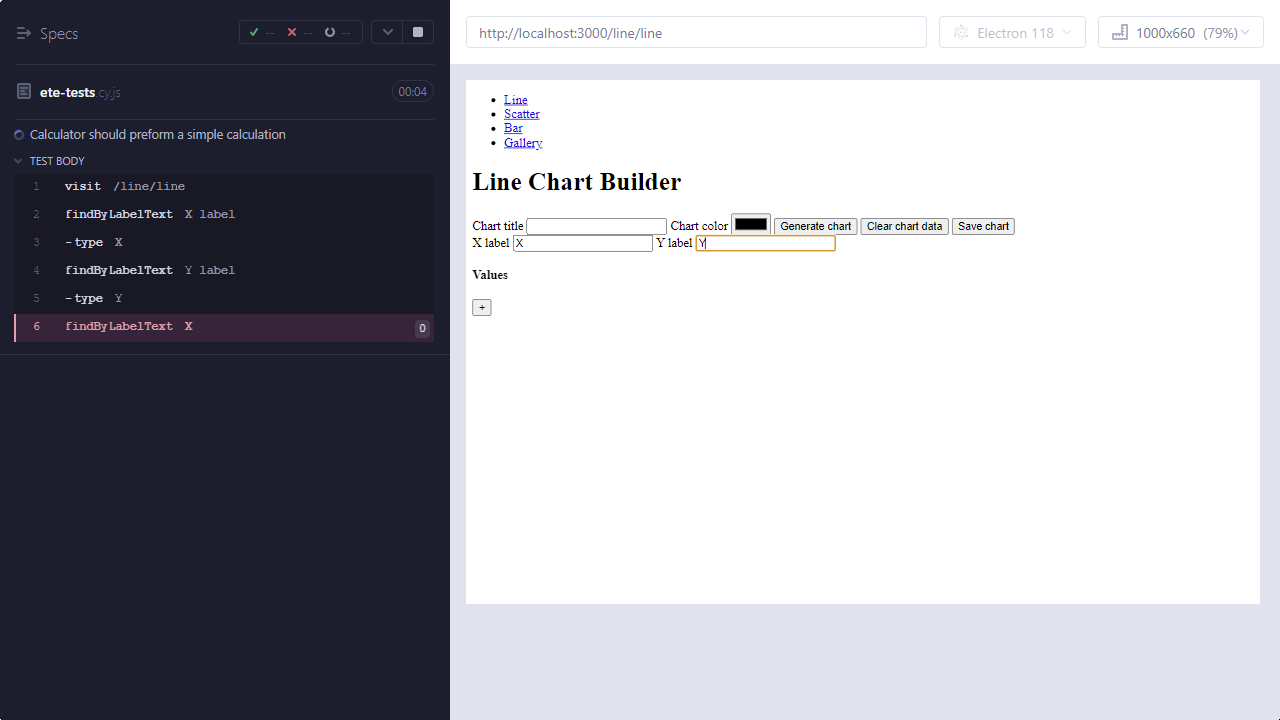 Specs
-- -- --
ete-tests cy.js 00:04
Calculator should preform a simple calculation
TEST BODY
1 visit /line/line
2 findByLabelText X label
3 -type X
4 findByLabelText Y label
5 -type Y
6 findByLabelText X 0
http://localhost:3000/line/line Electron 118 1000x660 (79%)
Line
Scatter
Bar
Gallery
Line Chart Builder
Chart title Chart color Generate chart Clear chart data Save chart
X label X Y label Y
Values
+